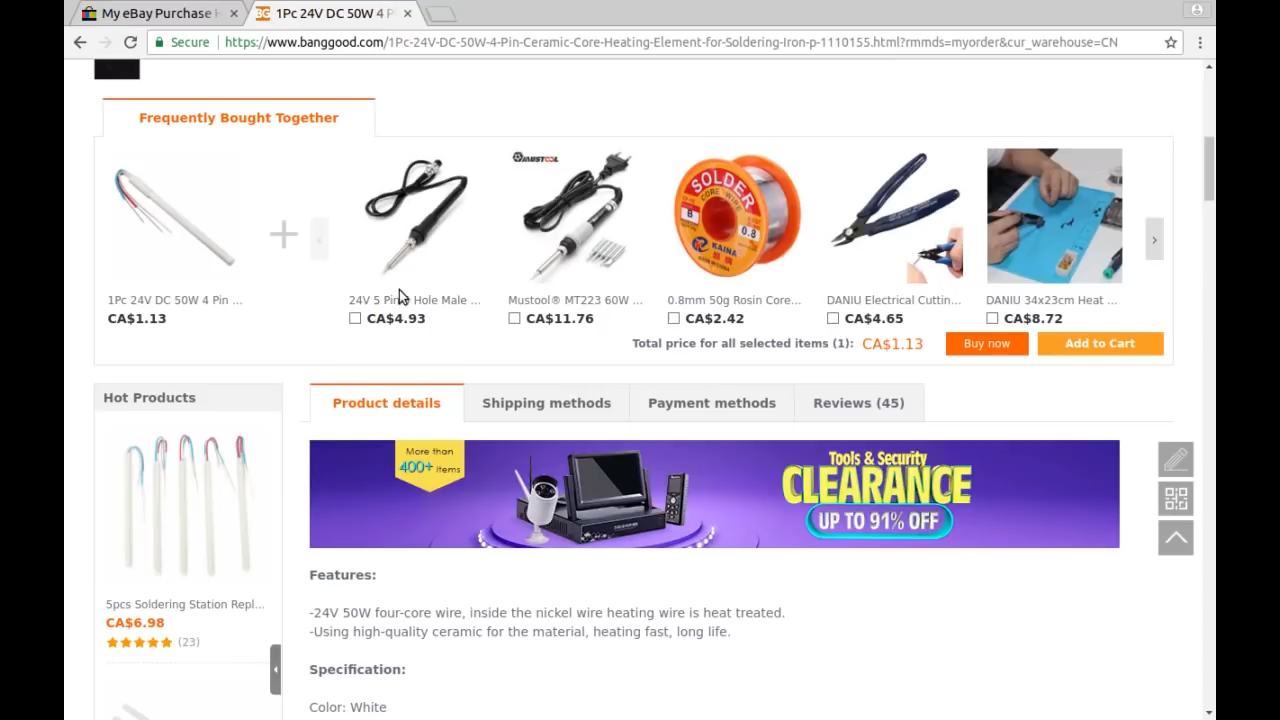 My eBay Purchase H
1Pc 24V DC 50W 4 P
Secure
https://www.banggood.com/1Pc-24V-DC-50W-4-Pin-Ceramic-Core-Heating-Element-for-Soldering-Iron-p-1110155.html?rmmds=myorder&cur_warehouse=CN
Frequently Bought Together
MUSTOOL
SOLDER
CORE WIRE
B
0.8
KAINA
1Pc 24V DC 50W 4 Pin ...
24V 5 Pin Hole Male ...
Mustool® MT223 60W ...
0.8mm 50g Rosin Core...
DANIU Electrical Cuttin...
DANIU 34x23cm Heat ...
CA$1.13
CA$4.93
CA$11.76
CA$2.42
CA$4.65
CA$8.72
Total price for all selected items (1): CA$1.13
Buy now
Add to Cart
Hot Products
Product details
Shipping methods
Payment methods
Reviews (45)
More than
400+ Items
Tools & Security
CLEARANCE
UP TO 91% OFF
Features:
-24V 50W four-core wire, inside the nickel wire heating wire is heat treated.
-Using high-quality ceramic for the material, heating fast, long life.
5pcs Soldering Station Repl...
CA$6.98
(23)
Specification:
Color: White